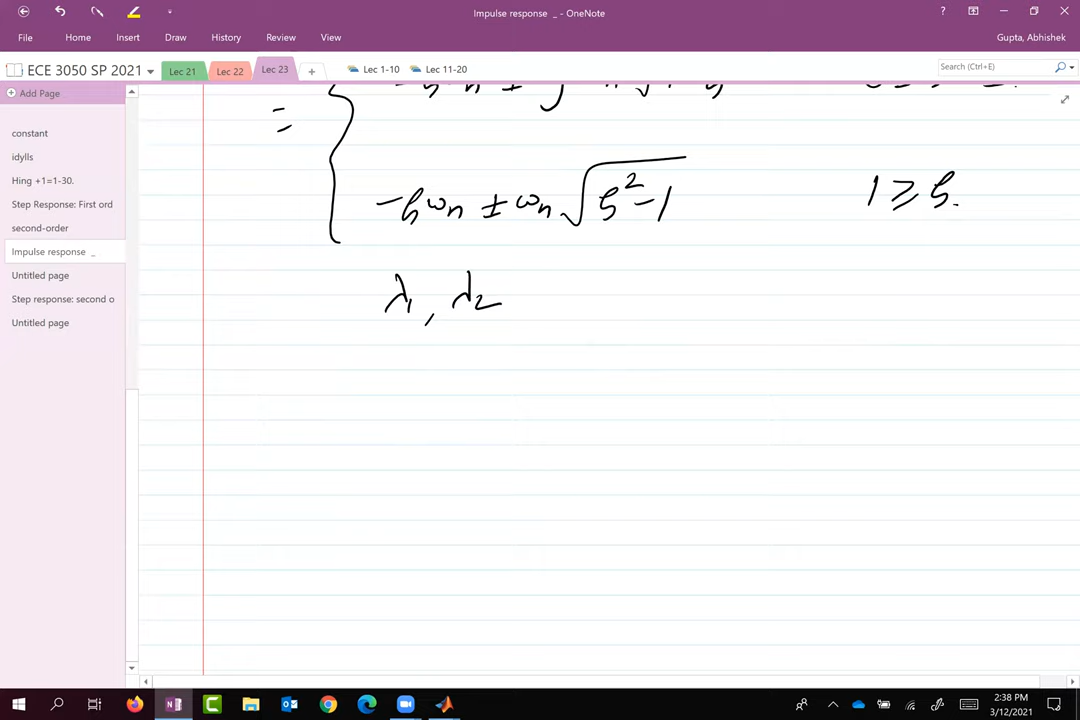 Impulse response _ - OneNote
File Home Insert Draw History Review View
Gupta, Abhishek
ECE 3050 SP 2021
Lec 21
Lec 22
Lec 23
Lec 1-10
Lec 11-20
Search (Ctrl+E)
Add Page
constant
idylls
Hing +1=1-30.
Step Response: First ord
second-order
Impulse response _
Untitled page
Step response: second o
Untitled page
=
-ζωn ± ωn √ζ² - 1 1 ≥ ζ.
λ1, λ2
2:38 PM
3/12/2021